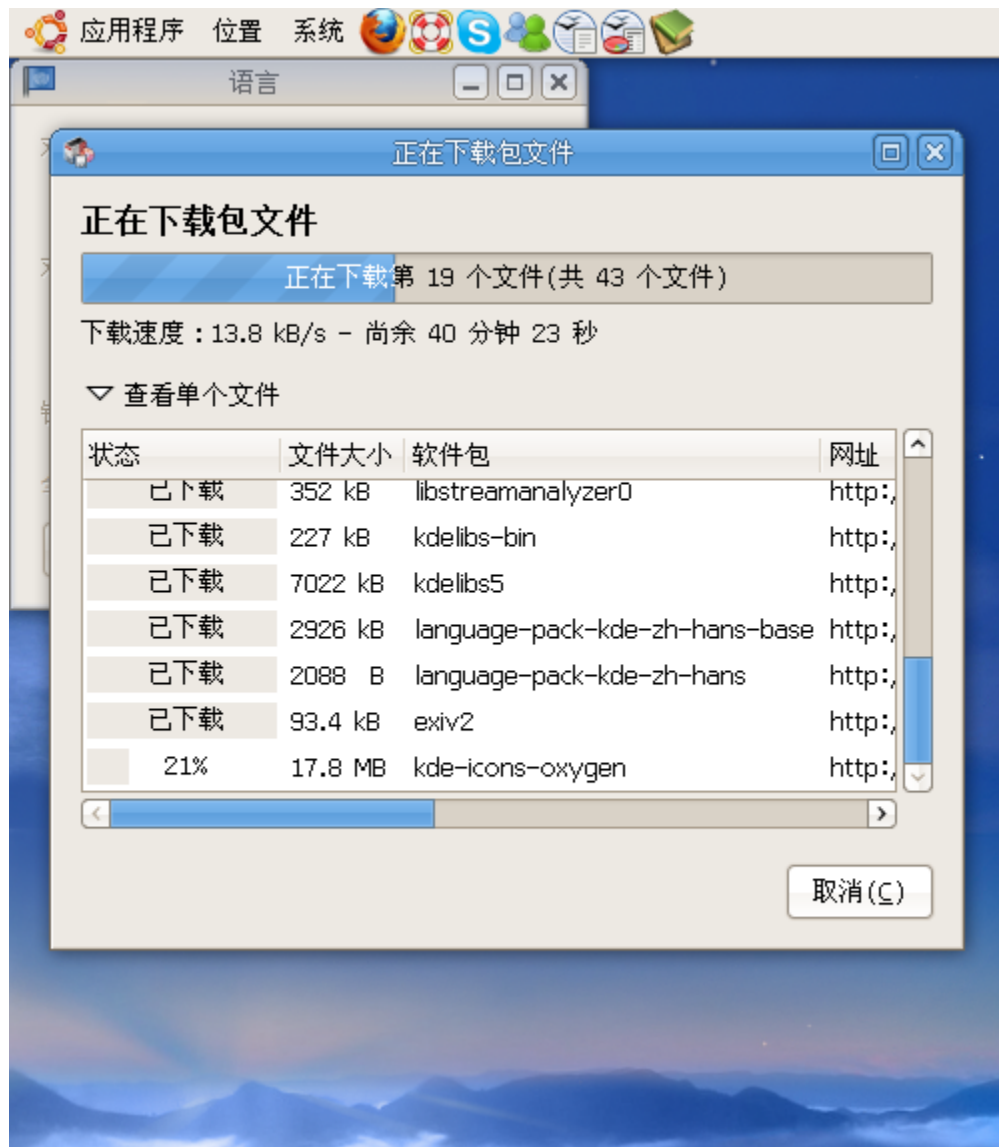 应用程序 位置 系统
语言
正在下载包文件
正在下载包文件
正在下载第 19 个文件(共 43 个文件)
下载速度：13.8 kB/s - 尚余 40 分钟 23 秒
查看单个文件
状态 文件大小 软件包 网址
已下载 352 kB libstreamanalyzer0 http:/
已下载 227 kB kdelibs-bin http:/
已下载 7022 kB kdelibs5 http:/
已下载 2926 kB language-pack-kde-zh-hans-base http:/
已下载 2088 B language-pack-kde-zh-hans http:/
已下载 93.4 kB exiv2 http:/
21% 17.8 MB kde-icons-oxygen http:/
取消(C)